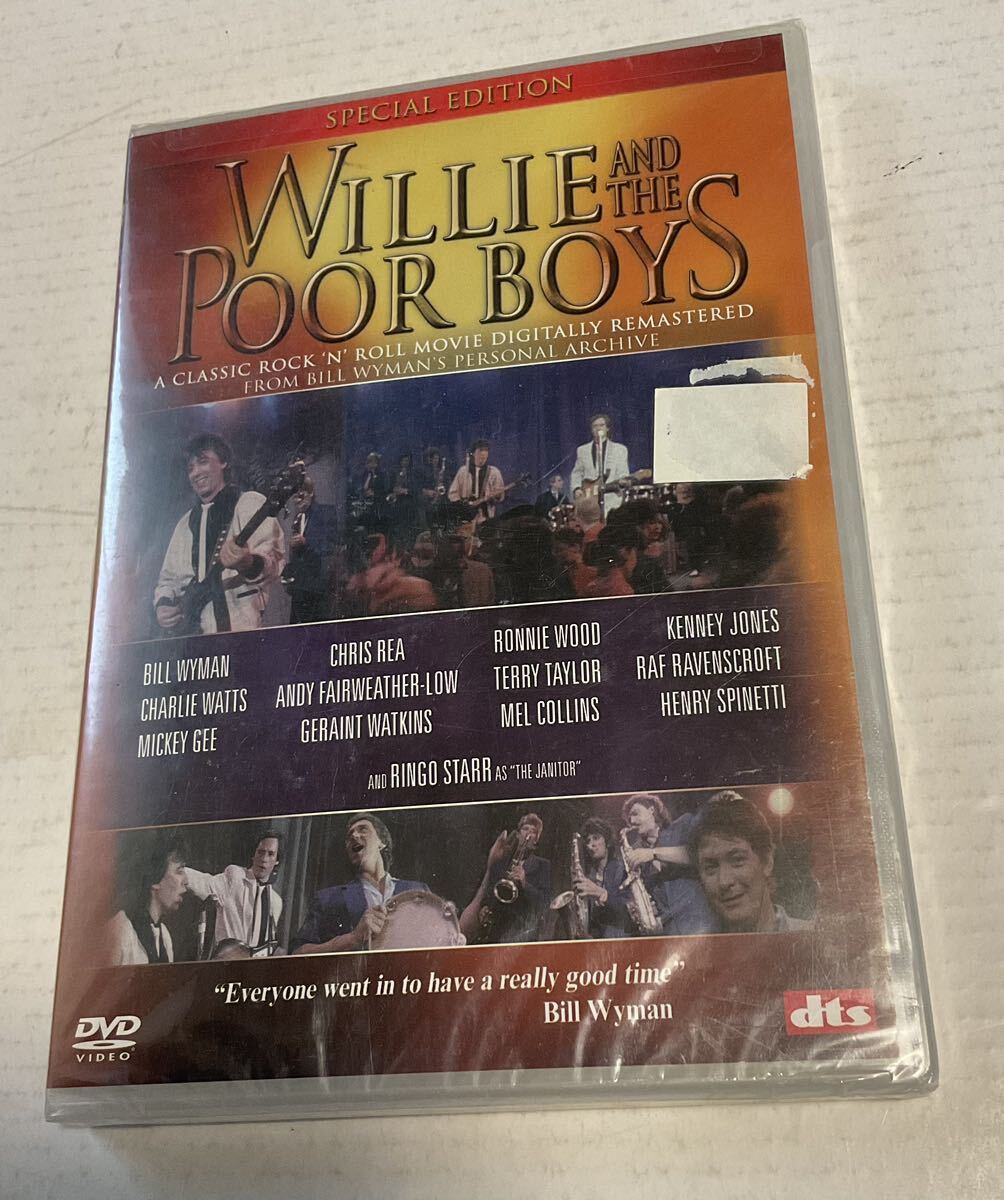 SPECIAL EDITION
WILLIE AND THE
POOR BOYS
A CLASSIC ROCK 'N' ROLL MOVIE DIGITALLY REMASTERED
FROM BILL WYMAN'S PERSONAL ARCHIVE
BILL WYMAN
CHARLIE WATTS
MICKEY GEE
CHRIS REA
ANDY FAIRWEATHER-LOW
GERAINT WATKINS
RONNIE WOOD
TERRY TAYLOR
MEL COLLINS
KENNEY JONES
RAF RAVENSCROFT
HENRY SPINETTI
AND RINGO STARR AS "THE JANITOR"
"Everyone went in to have a really good time"
Bill Wyman
DVD
VIDEO
dts